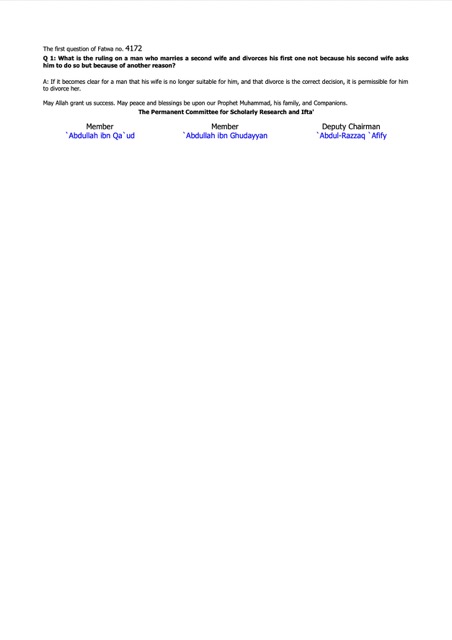 The first question of Fatwa no. 4172
Q 1: What is the ruling on a man who marries a second wife and divorces his first one not because his second wife asks
him to do so but because of another reason?
A: If it becomes clear for a man that his wife is no longer suitable for him, and that divorce is the correct decision, it is permissible for him
to divorce her.
May Allah grant us success. May peace and blessings be upon our Prophet Muhammad, his family, and Companions.
The Permanent Committee for Scholarly Research and Ifta'
Member Member Deputy Chairman
`Abdullah ibn Qa`ud `Abdullah ibn Ghudayyan `Abdul-Razzaq `Afify